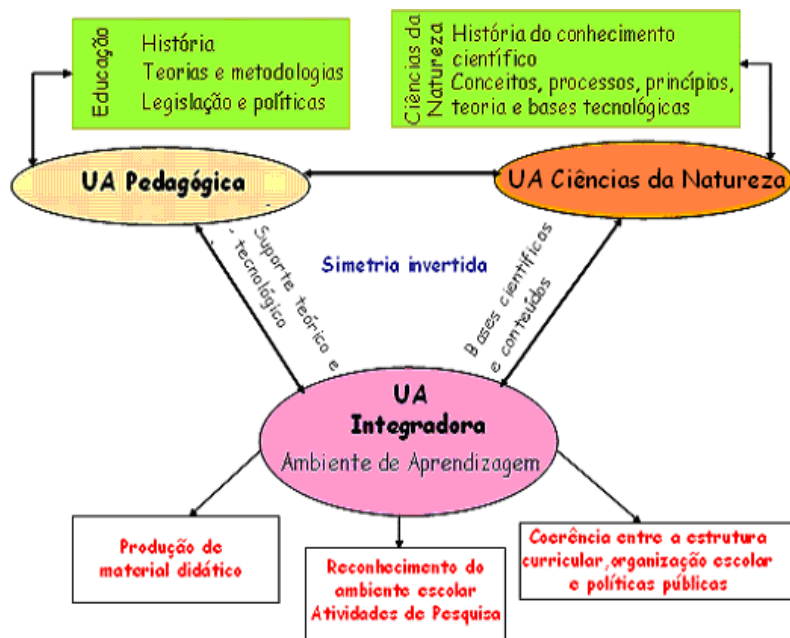 Educação
História
Teorias e metodologias
Legislação e políticas
Ciências da
Natureza
História do conhecimento
científico
Conceitos, processos, princípios,
teoria e bases tecnológicas
UA Pedagógica
UA Ciências da Natureza
Suporte teórico e
tecnológico
Simetria invertida
Bases científicas
e conteúdos
UA
Integradora
Ambiente de Aprendizagem
Produção de
material didático
Reconhecimento do
ambiente escolar
Atividades de Pesquisa
Coerência entre a estrutura
curricular,organização escolar
e políticas públicas